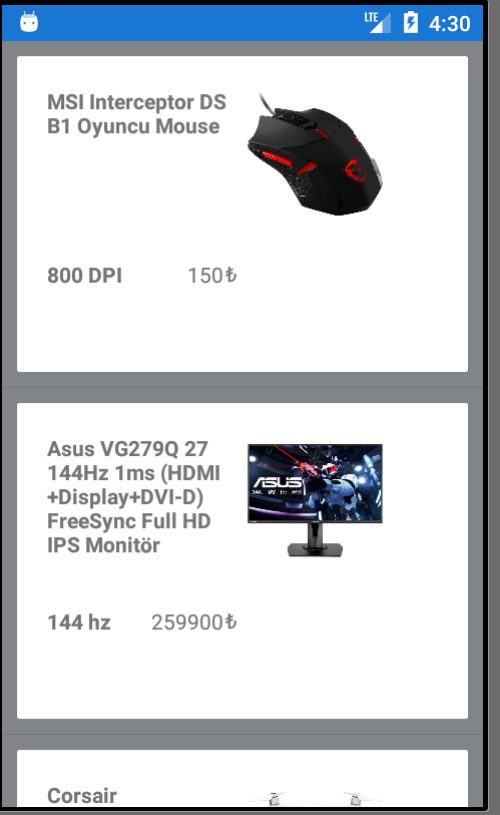 LTE 4:30
MSI Interceptor DS
B1 Oyuncu Mouse
800 DPI 150₺
Asus VG279Q 27
144Hz 1ms (HDMI
+Display+DVI-D)
FreeSync Full HD
IPS Monitör
ASUS
144 hz 259900₺
Corsair